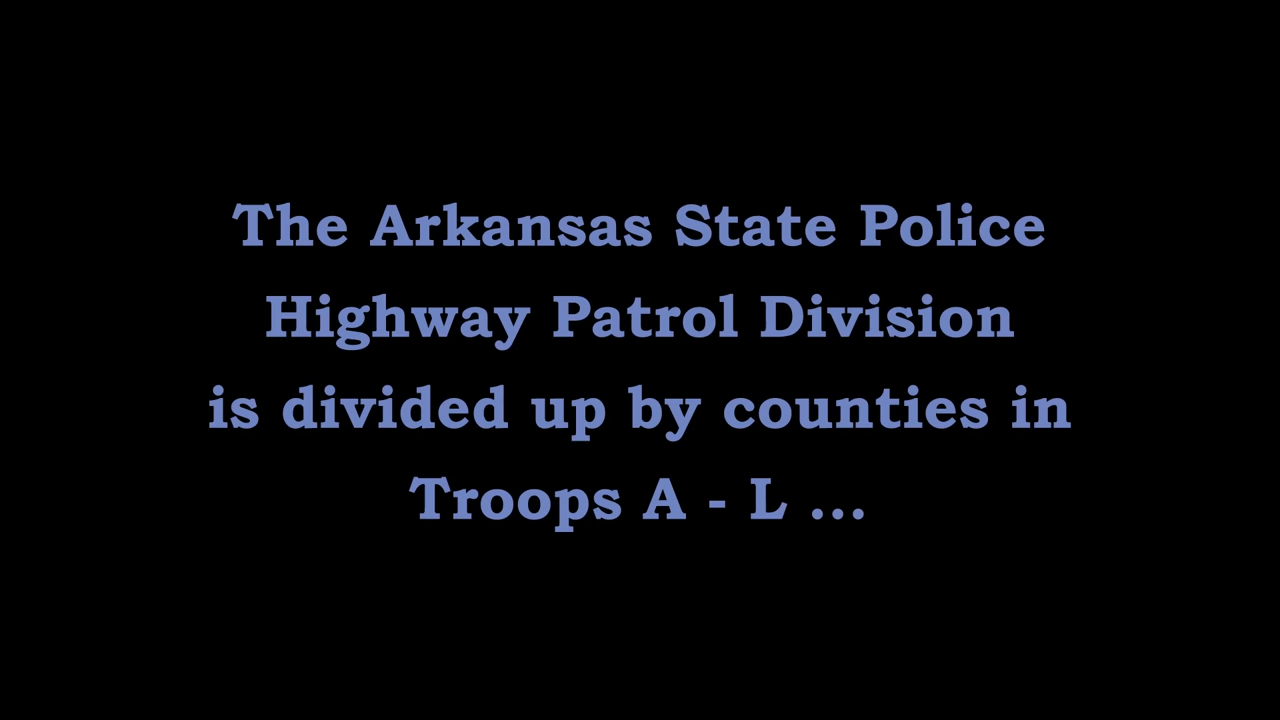 The Arkansas State Police
Highway Patrol Division
is divided up by counties in
Troops A - L ...